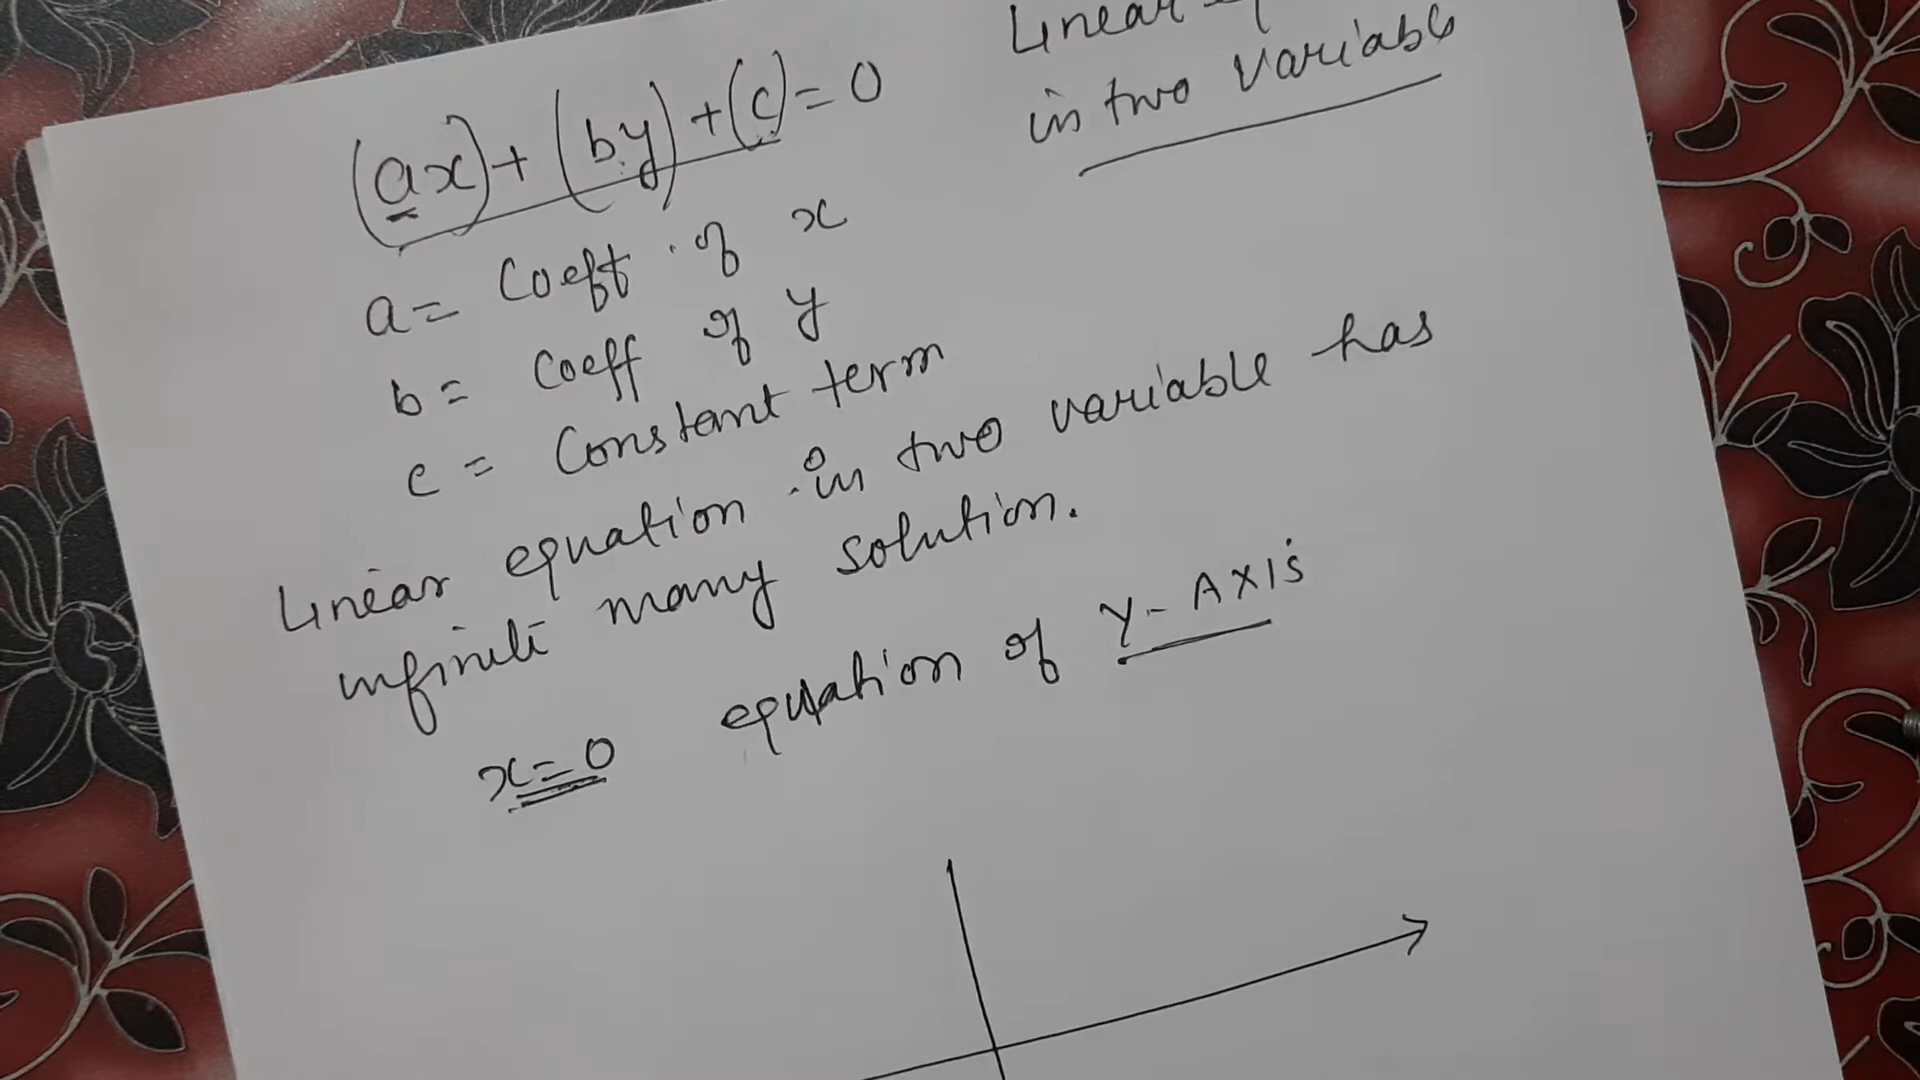 Linear
in two variable
(ax)+(by)+(c)=0
a= Coeft. of x
b= Coeff of y
c= Constant term
Linear equation in two variable has
infinite many solution.
x=0 equation of Y-AXIS